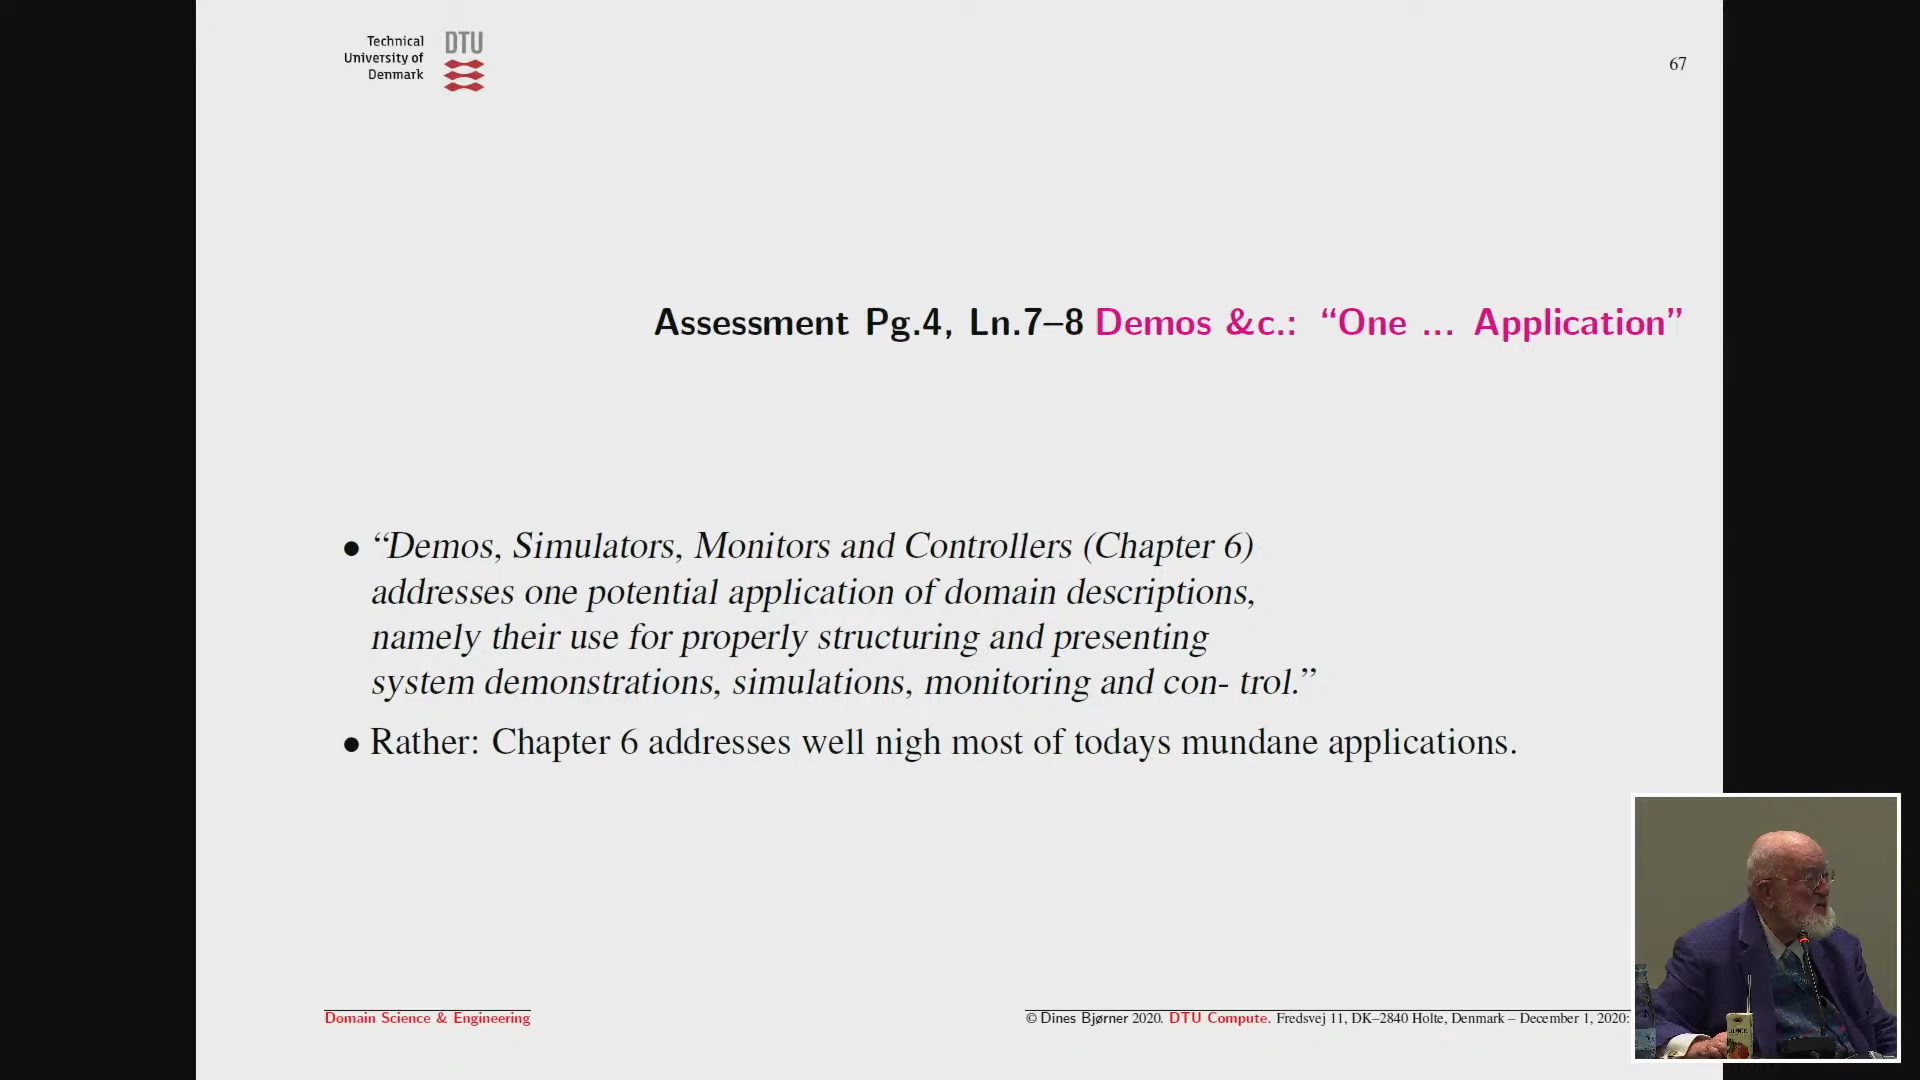 Technical
University of
Denmark
DTU
67
Assessment Pg.4, Ln.7–8 Demos &c.: “One ... Application”
• “Demos, Simulators, Monitors and Controllers (Chapter 6)
addresses one potential application of domain descriptions,
namely their use for properly structuring and presenting
system demonstrations, simulations, monitoring and con- trol.”
• Rather: Chapter 6 addresses well nigh most of todays mundane applications.
Domain Science & Engineering
© Dines Bjørner 2020. DTU Compute. Fredsvej 11, DK–2840 Holte, Denmark – December 1, 2020: